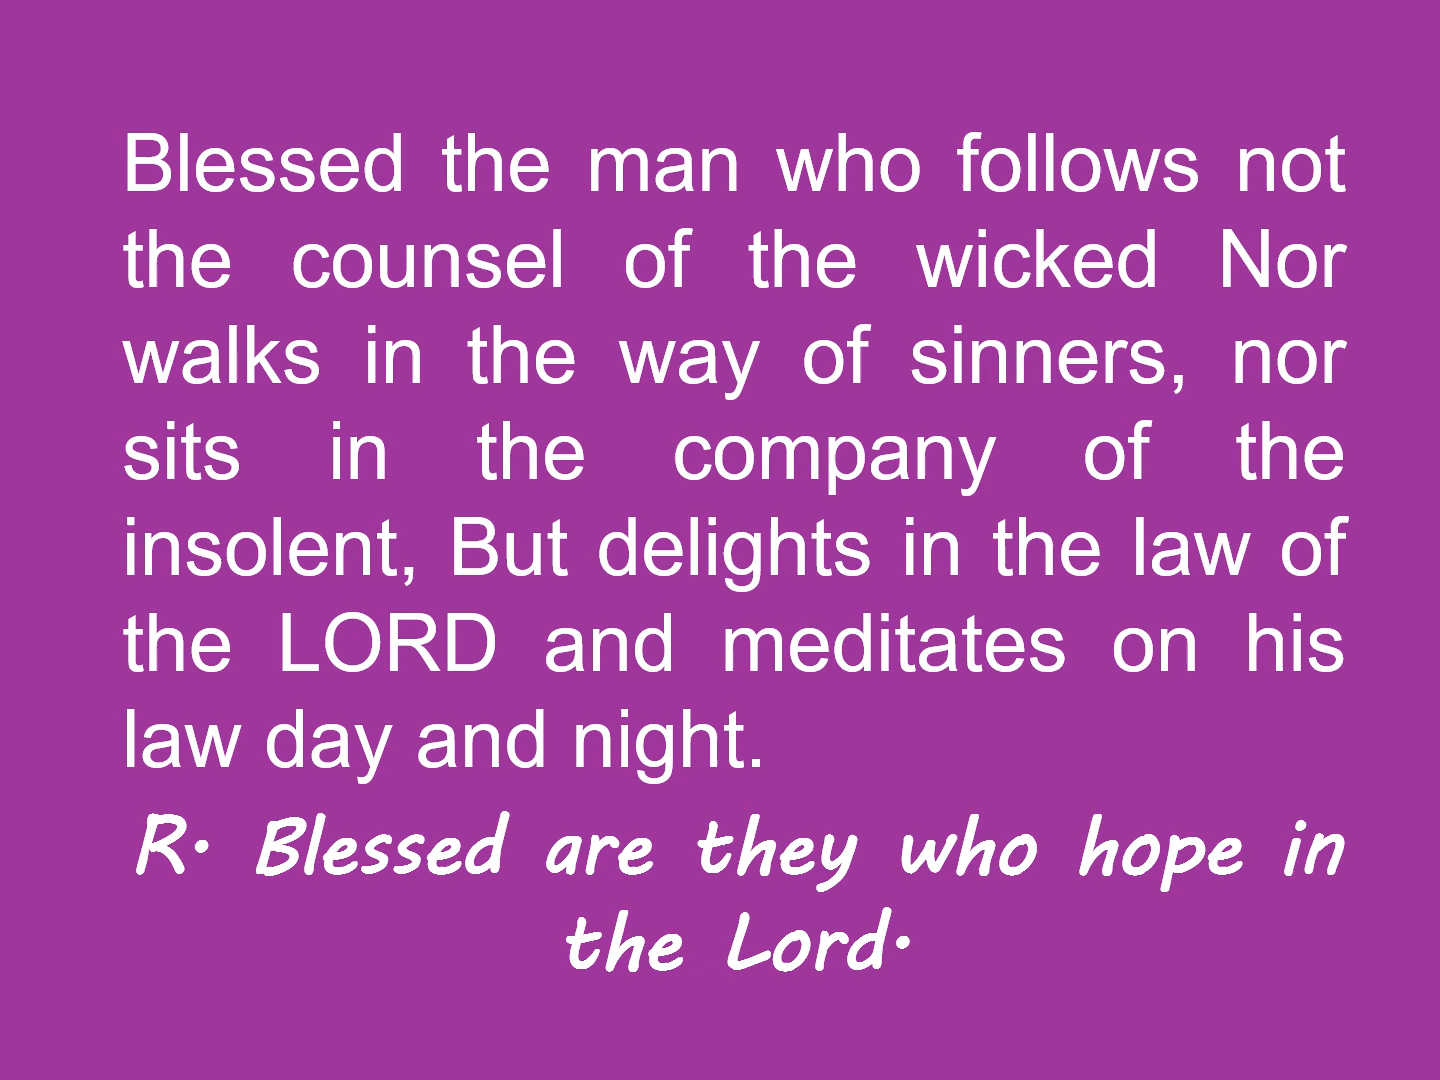 Blessed the man who follows not
the counsel of the wicked Nor
walks in the way of sinners, nor
sits in the company of the
insolent, But delights in the law of
the LORD and meditates on his
law day and night.
R. Blessed are they who hope in
the Lord.